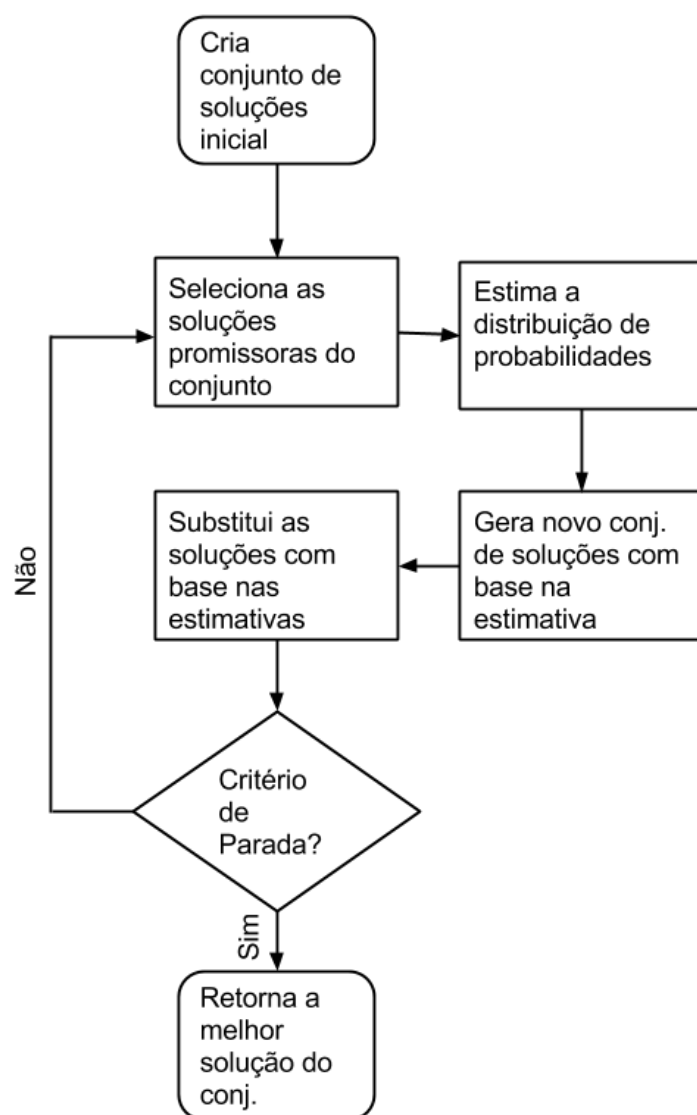 Cria
conjunto de
soluções
inicial
Seleciona as
soluções
promissoras do
conjunto
Estima a
distribuição de
probabilidades
Gera novo conj.
de soluções com
base na
estimativa
Substitui as
soluções com
base nas
estimativas
Critério
de
Parada?
Não
Sim
Retorna a
melhor
solução do
conj.